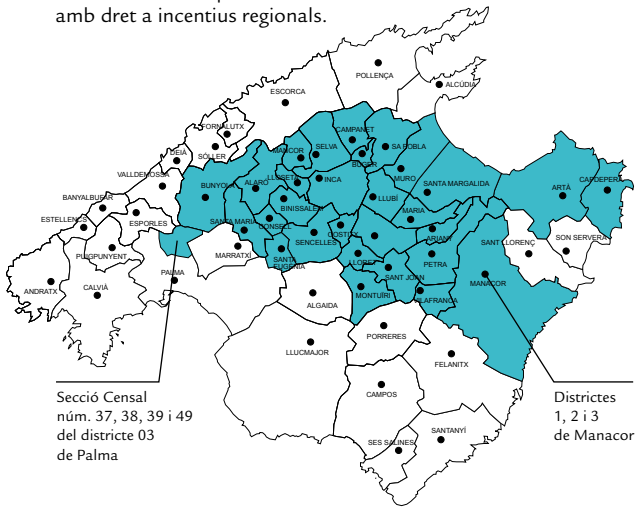 amb dret a incentius regionals.
POLLENÇA
ALCÚDIA
ESCORCA
FORNALUTX
CAMPANET
DEIÀ
SÓLLER
MANCOR
SELVA
SA POBLA
BÚGER
VALLDEMOSSA
BUNYOLA
ALARÓ
LLOSETA
INCA
MURO
SANTA MARGALIDA
ARTÀ
CAPDEPERA
BANYALBUFAR
BINISSALEM
LLUBÍ
ESTELLENCS
ESPORLES
SANTA MARIA
CONSELL
COSTITX
MARIA
SENCELLES
ARIANY
SANT
LLORENÇ
SON SERVERA
PUIGPUNYENT
MARRATXÍ
SANTA
EUGENIA
LLORET
PETRA
PALMA
SANT JOAN
MANACOR
ANDRATX
CALVIÀ
MONTUÏRI
VILAFRANCA
ALGAIDA
PORRERES
LLUCMAJOR
FELANITX
CAMPOS
SANTANYÍ
SES SALINES
Secció Censal
núm. 37, 38, 39 i 49
del districte 03
de Palma
Districtes
1, 2 i 3
de Manacor